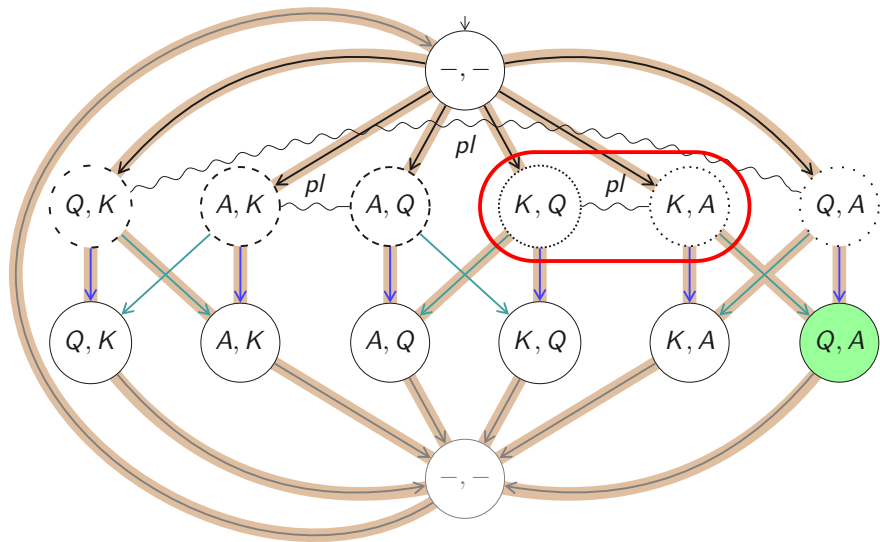 −, −
pl
pl
pl
Q, K
A, K
A, Q
K, Q
K, A
Q, A
Q, K
A, K
A, Q
K, Q
K, A
Q, A
−, −